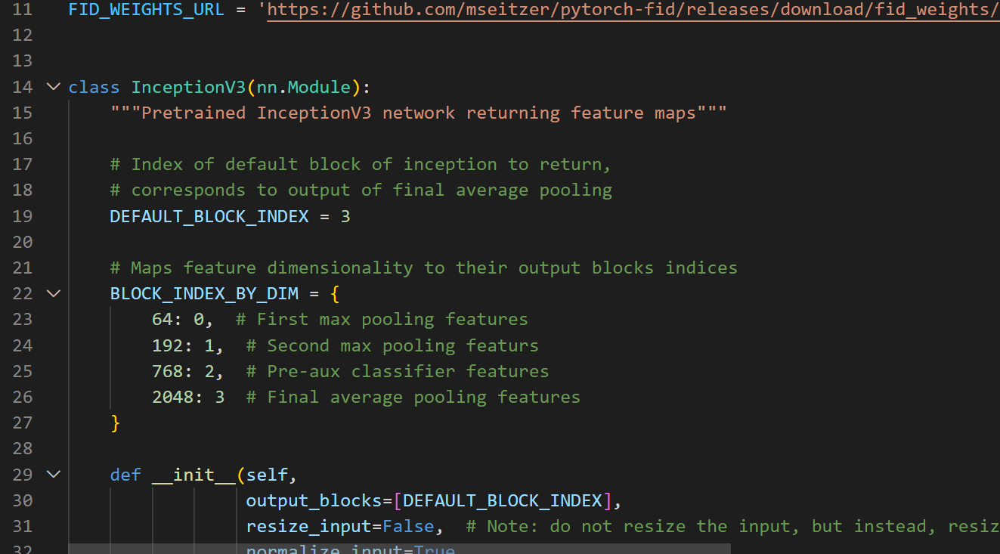 11 FID_WEIGHTS_URL = 'https://github.com/mseitzer/pytorch-fid/releases/download/fid_weights/
12
13
14 class InceptionV3(nn.Module):
15 """Pretrained InceptionV3 network returning feature maps"""
16
17 # Index of default block of inception to return,
18 # corresponds to output of final average pooling
19 DEFAULT_BLOCK_INDEX = 3
20
21 # Maps feature dimensionality to their output blocks indices
22 BLOCK_INDEX_BY_DIM = {
23 64: 0,  # First max pooling features
24 192: 1,  # Second max pooling featurs
25 768: 2,  # Pre-aux classifier features
26 2048: 3  # Final average pooling features
27 }
28
29 def __init__(self,
30 output_blocks=[DEFAULT_BLOCK_INDEX],
31 resize_input=False,  # Note: do not resize the input, but instead, resiz
32 normalize_input=True